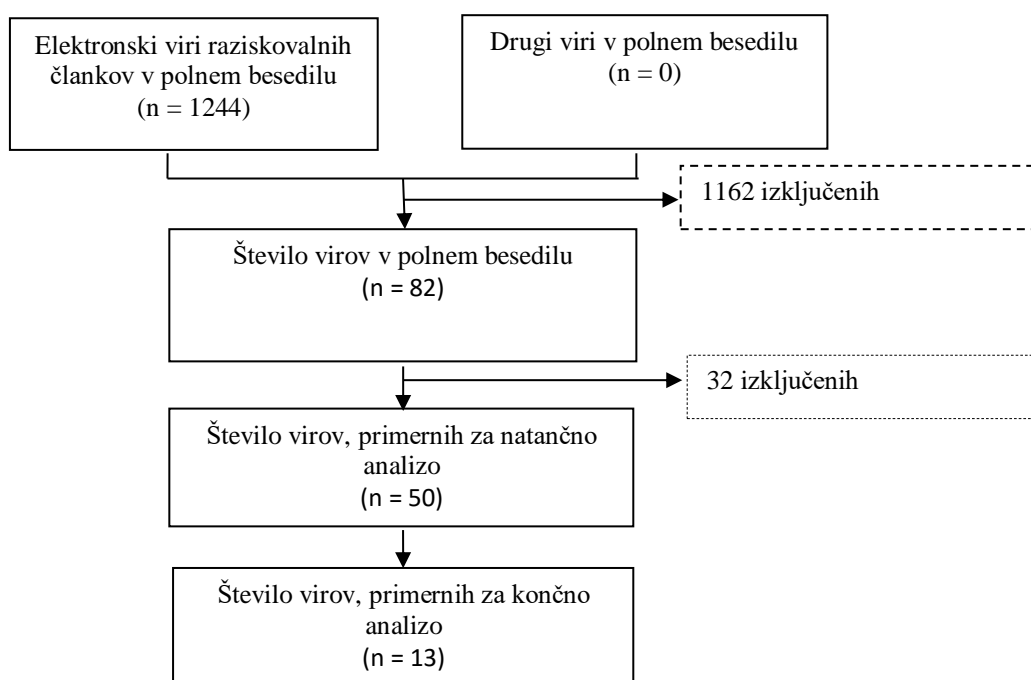 Elektronski viri raziskovalnih
člankov v polnem besedilu
(n = 1244)
Drugi viri v polnem besedilu
(n = 0)
1162 izključenih
Število virov v polnem besedilu
(n = 82)
32 izključenih
Število virov, primernih za natančno
analizo
(n = 50)
Število virov, primernih za končno
analizo
(n = 13)